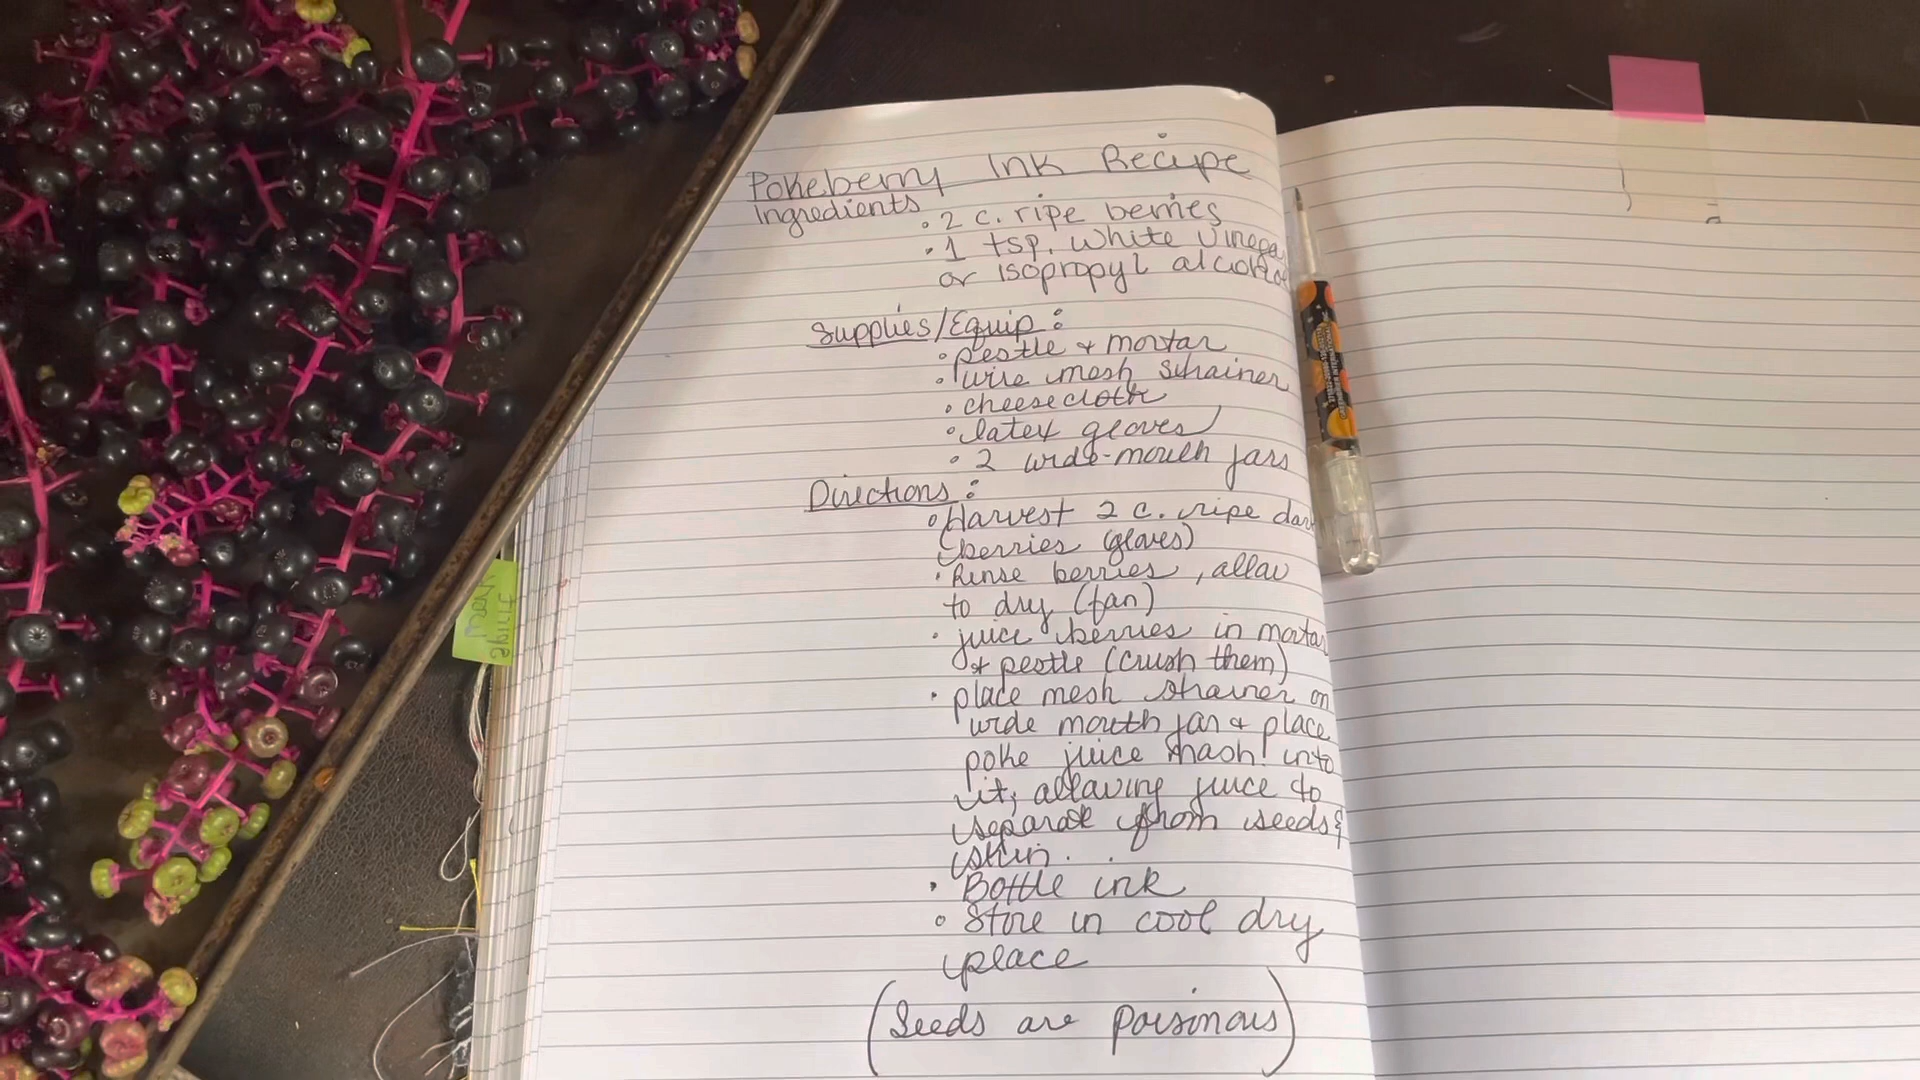 Pokeberry Ink Recipe
Ingredients
• 2 c. ripe berries
• 1 tsp. white vinega
or isopropyl alcohol
Supplies/Equip:
• pestle & mortar
• wire mesh strainer
• cheesecloth
• latex gloves
• 2 wide-mouth jars
Directions:
• Harvest 2 c. ripe dark
berries (gloves)
• Rinse berries, allow
to dry (fan)
• juice berries in mortar
& pestle (crush them)
• place mesh strainer on
wide mouth jar & place
poke juice mash! into
it, allowing juice to
separate from seeds &
skin.
• Bottle ink
• Store in cool dry
place
(Seeds are poisonous)